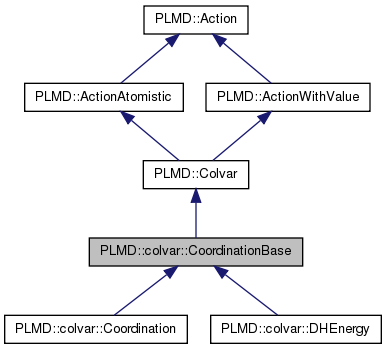 PLMD::Action
PLMD::ActionAtomistic
PLMD::ActionWithValue
PLMD::Colvar
PLMD::colvar::CoordinationBase
PLMD::colvar::Coordination
PLMD::colvar::DHEnergy